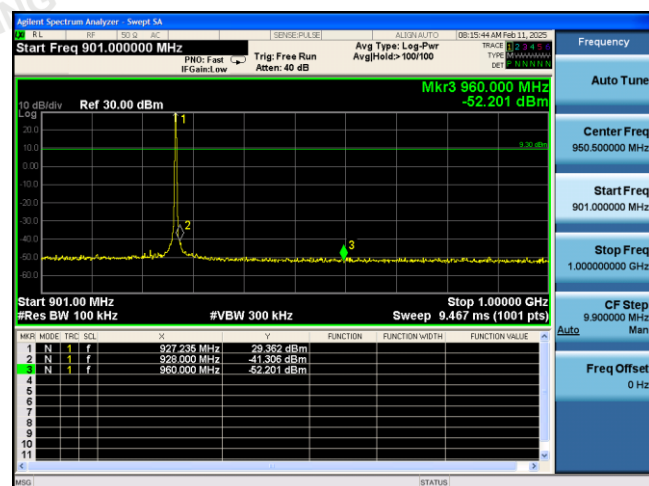 Agilent Spectrum Analyzer - Swept SA
RL RF 50 Ω AC SENSE:PULSE ALIGN AUTO 08:15:44 AM Feb 11, 2025
Start Freq 901.000000 MHz
PNO: Fast
IFGain:Low
Trig: Free Run
Atten: 40 dB
Avg Type: Log-Pwr
Avg|Hold:>100/100
TRACE 1 2 3 4 5 6
TYPE M
DET P N N N N N
Mkr3 960.000 MHz
-52.201 dBm
10 dB/div Ref 30.00 dBm
Log
20.0
10.0
0.00
-10.0
-20.0
-30.0
-40.0
-50.0
-60.0
9.30 dBm
1
2
3
Start 901.00 MHz
Stop 1.00000 GHz
#Res BW 100 kHz
#VBW 300 kHz
Sweep 9.467 ms (1001 pts)
MKR MODE TRC SCL X Y FUNCTION FUNCTION WIDTH FUNCTION VALUE
1 N 1 f 927.235 MHz 29.362 dBm
2 N 1 f 928.000 MHz -41.306 dBm
3 N 1 f 960.000 MHz -52.201 dBm
4
5
6
7
8
9
10
11
MSG
STATUS
Frequency
Auto Tune
Center Freq
950.500000 MHz
Start Freq
901.000000 MHz
Stop Freq
1.000000000 GHz
CF Step
9.900000 MHz
Auto Man
Freq Offset
0 Hz